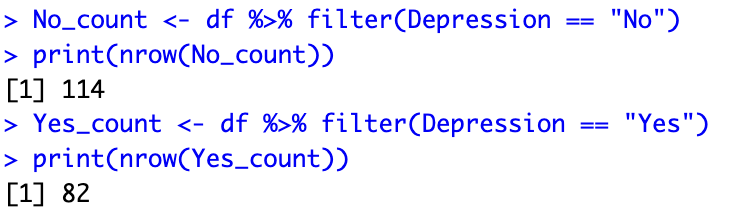 > No_count <- df %>% filter(Depression == "No")
> print(nrow(No_count))
[1] 114
> Yes_count <- df %>% filter(Depression == "Yes")
> print(nrow(Yes_count))
[1] 82